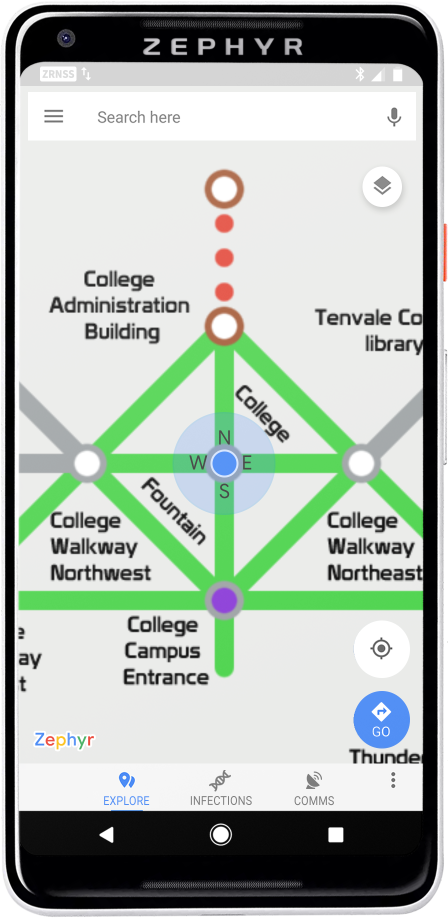 ZEPHYR
ZRNSS
Search here
College
Administration
Building
Tenvale Co
library
College
N
W E
S
Fountain
College
Walkway
Northwest
College
Walkway
Northeast
e
ay
t
College
Campus
Entrance
GO
Zephyr
Thunder
EXPLORE
INFECTIONS
COMMS